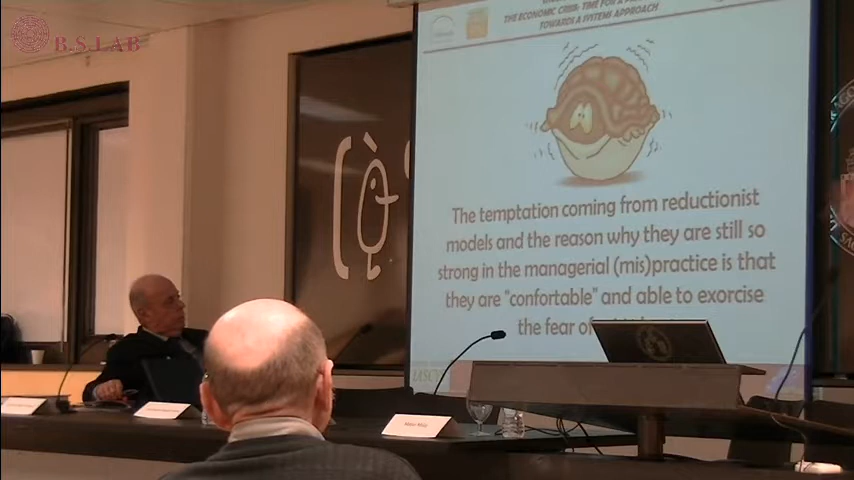 B.S.LAB
THE ECONOMIC CRISIS: TIME FOR A
TOWARDS A SYSTEMS APPROACH
The temptation coming from reductionist
models and the reason why they are still so
strong in the managerial (mis)practice is that
they are "confortable" and able to exorcise
the fear of